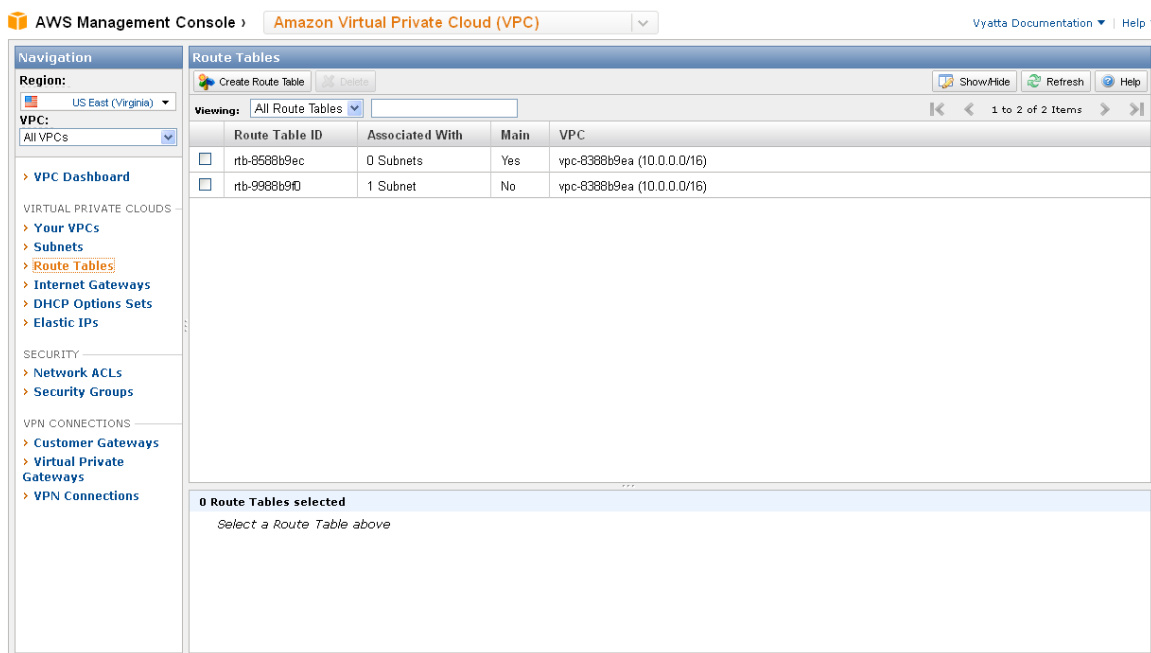 AWS Management Console › Amazon Virtual Private Cloud (VPC) Vyatta Documentation ▼ | Help
Navigation
Region:
US East (Virginia)
VPC:
All VPCs
VPC Dashboard
VIRTUAL PRIVATE CLOUDS
Your VPCs
Subnets
Route Tables
Internet Gateways
DHCP Options Sets
Elastic IPs
SECURITY
Network ACLs
Security Groups
VPN CONNECTIONS
Customer Gateways
Virtual Private
Gateways
VPN Connections
Route Tables
Create Route Table Delete Show/Hide Refresh Help
Viewing: All Route Tables 1 to 2 of 2 Items
Route Table ID Associated With Main VPC
rtb-8588b9ec 0 Subnets Yes vpc-8388b9ea (10.0.0.0/16)
rtb-9988b9f0 1 Subnet No vpc-8388b9ea (10.0.0.0/16)
0 Route Tables selected
Select a Route Table above